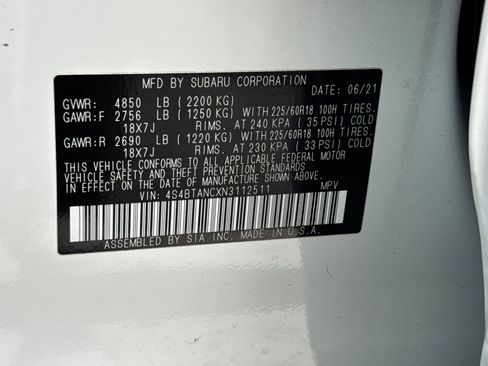 MFD BY SUBARU CORPORATION DATE: 06/21
GVWR: 4850 LB (2200 KG)
GAWR:F 2756 LB (1250 KG) WITH 225/60R18 100H TIRES.
18X7J RIMS. AT 240 KPA (35 PSI) COLD
GAWR:R 2690 LB (1220 KG) WITH 225/60R18 100H TIRES.
18X7J RIMS. AT 230 KPA (33 PSI) COLD
THIS VEHICLE CONFORMS TO ALL APPLICABLE FEDERAL MOTOR
VEHICLE SAFETY, BUMPER, AND THEFT PREVENTION STANDARDS
IN EFFECT ON THE DATE OF MANUFACTURE SHOWN ABOVE.
VIN: 4S4BTANCXN3112511 MPV
ASSEMBLED BY SIA INC. MADE IN U.S.A.